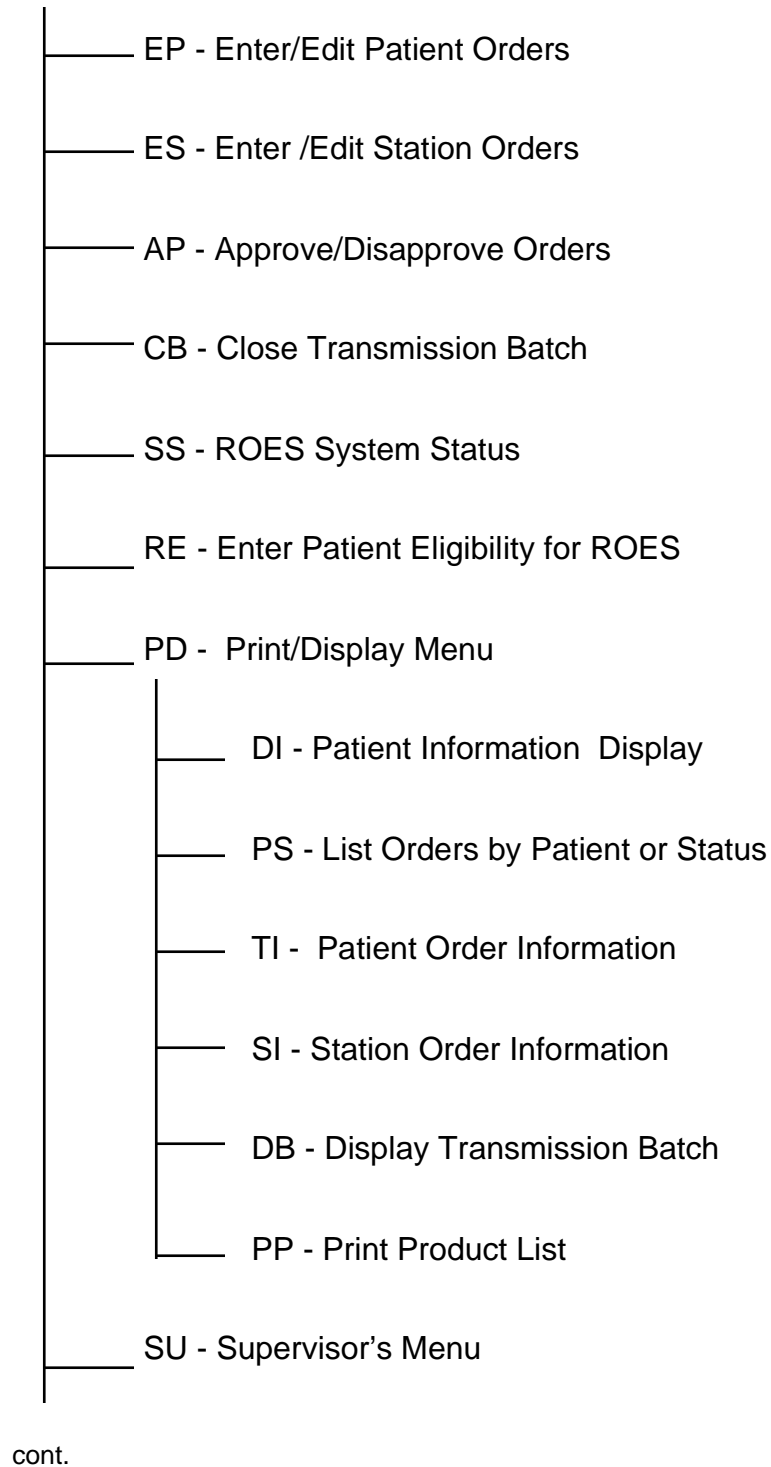 EP - Enter/Edit Patient Orders
ES - Enter /Edit Station Orders
AP - Approve/Disapprove Orders
CB - Close Transmission Batch
SS - ROES System Status
RE - Enter Patient Eligibility for ROES
PD -  Print/Display Menu
DI - Patient Information  Display
PS - List Orders by Patient or Status
TI -  Patient Order Information
SI - Station Order Information
DB - Display Transmission Batch
PP - Print Product List
SU - Supervisor's Menu
cont.